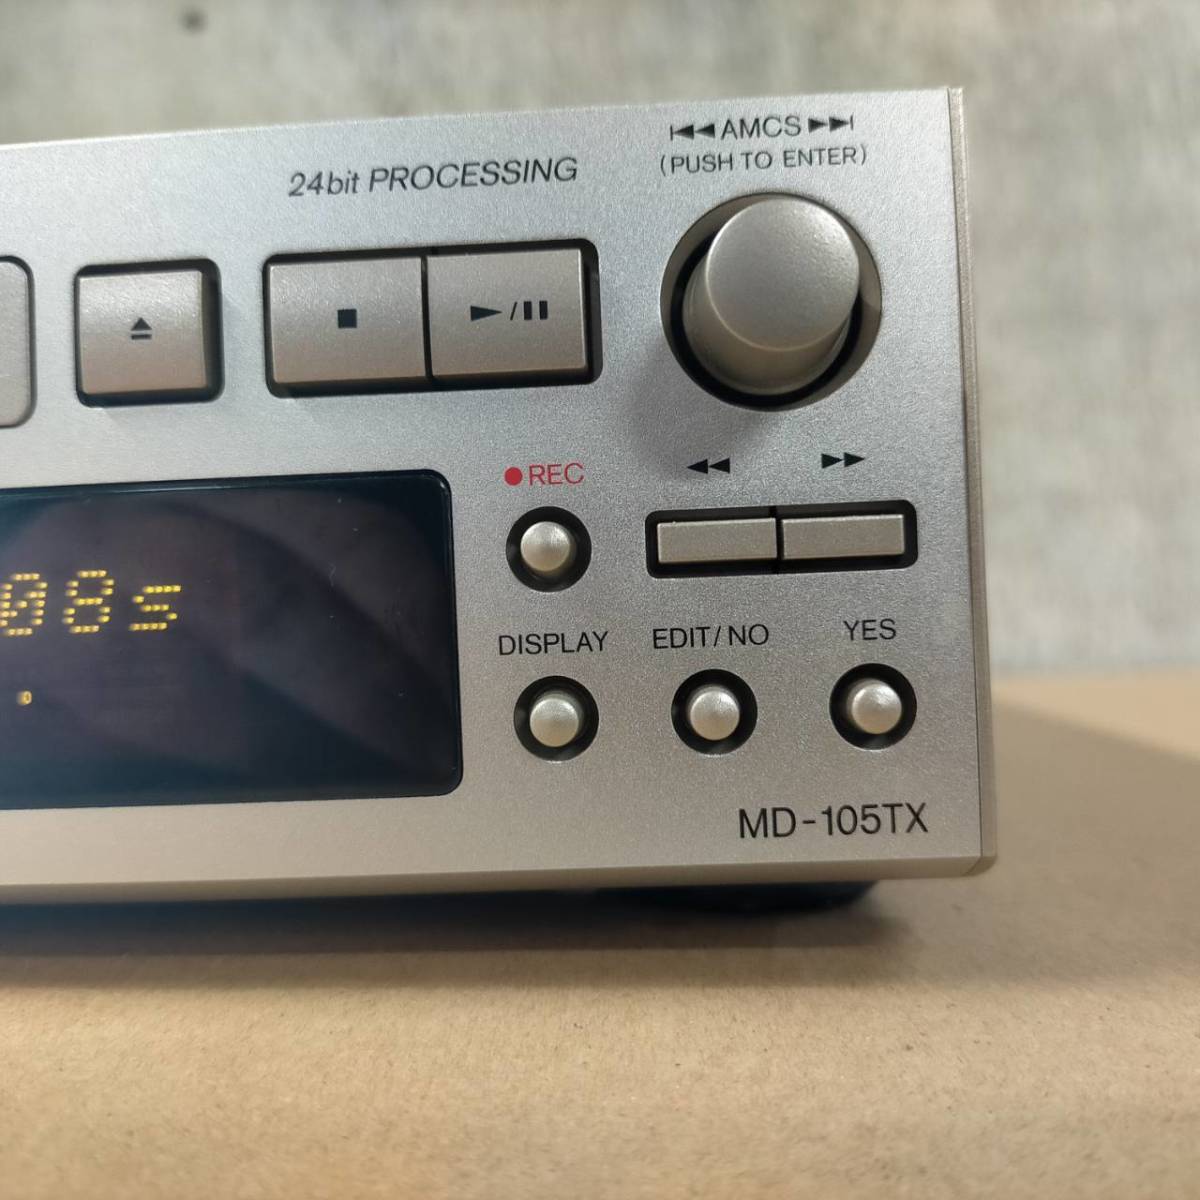 AMCS
(PUSH TO ENTER)
24bit PROCESSING
REC
08s
DISPLAY
EDIT/NO
YES
MD-105TX